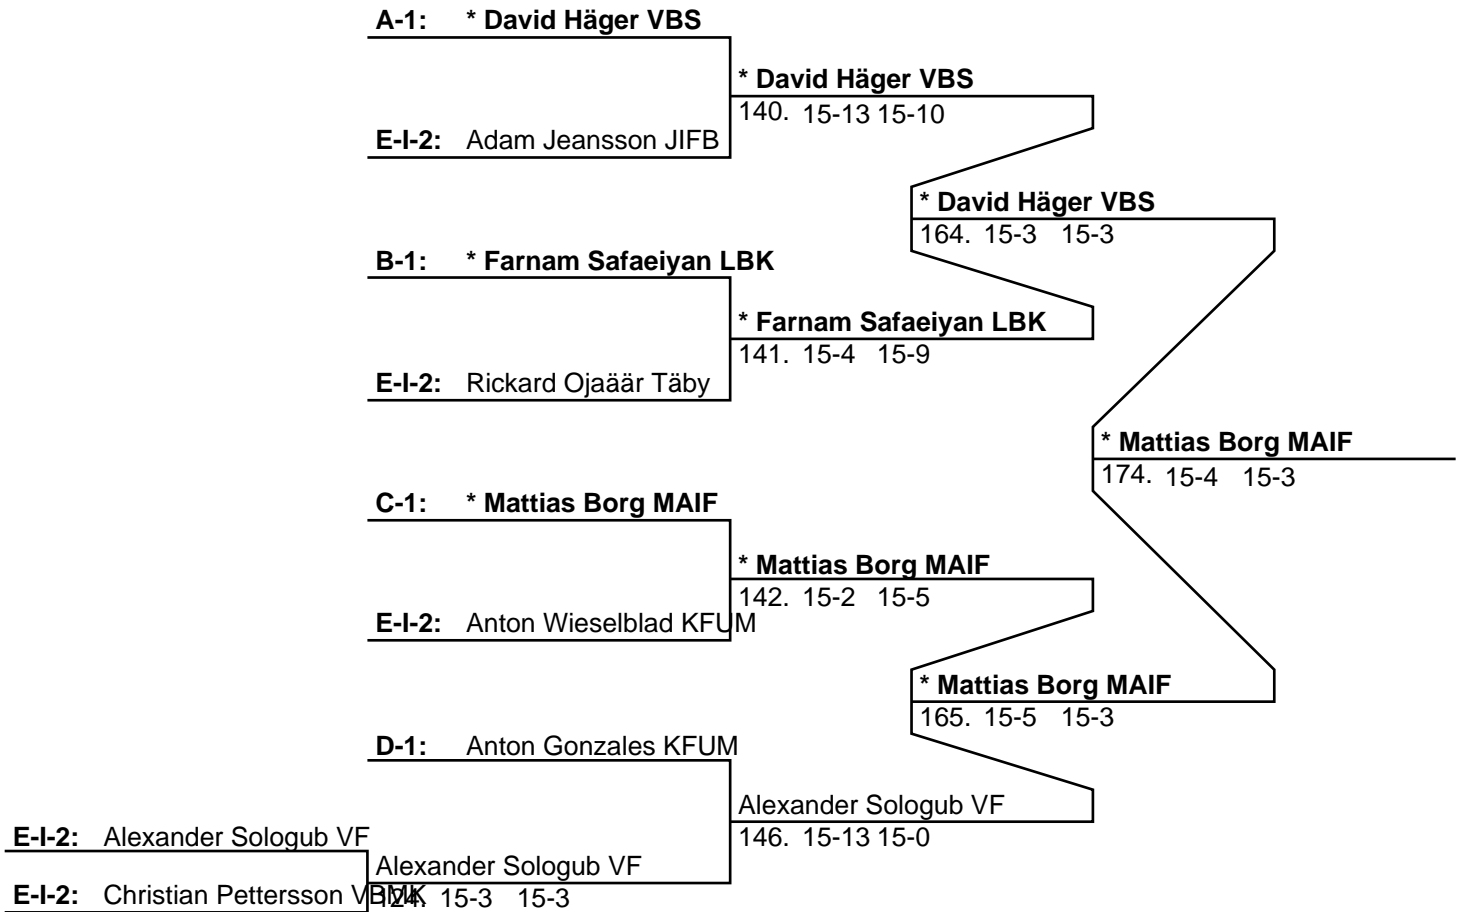 A-1: * David Häger VBS
* David Häger VBS
140. 15-13 15-10
E-I-2: Adam Jeansson JIFB
* David Häger VBS
164. 15-3 15-3
B-1: * Farnam Safaeiyan LBK
* Farnam Safaeiyan LBK
141. 15-4 15-9
E-I-2: Rickard Ojaäär Täby
* Mattias Borg MAIF
174. 15-4 15-3
C-1: * Mattias Borg MAIF
* Mattias Borg MAIF
142. 15-2 15-5
E-I-2: Anton Wieselblad KFUM
* Mattias Borg MAIF
165. 15-5 15-3
D-1: Anton Gonzales KFUM
Alexander Sologub VF
146. 15-13 15-0
E-I-2: Alexander Sologub VF
Alexander Sologub VF
124. 15-3 15-3
E-I-2: Christian Pettersson VBMK